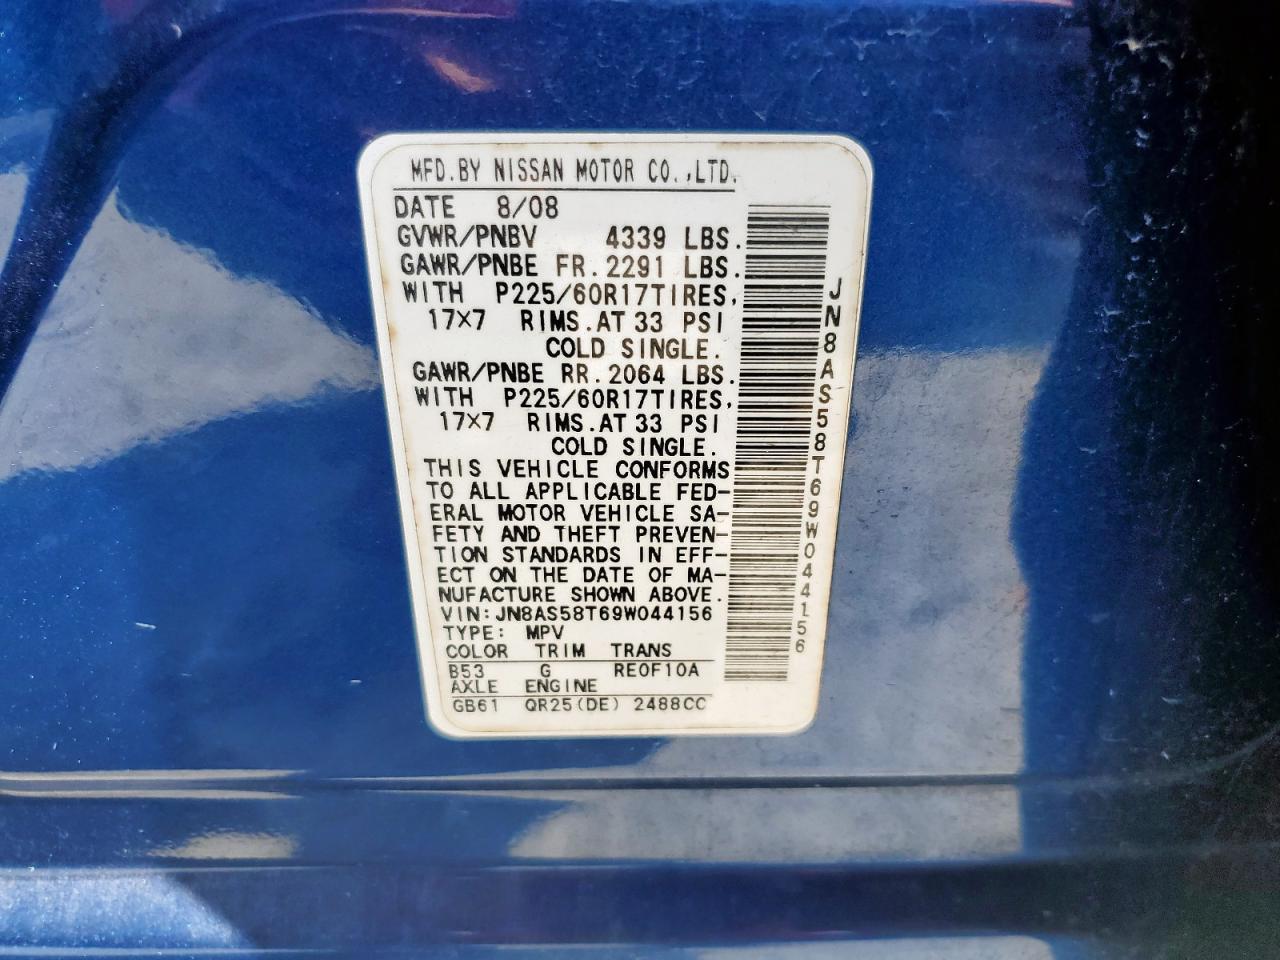 MFD.BY NISSAN MOTOR CO.,LTD.
DATE 8/08
GVWR/PNBV 4339 LBS.
GAWR/PNBE FR.2291 LBS.
WITH P225/60R17TIRES,
17×7 RIMS.AT 33 PSI
COLD SINGLE.
GAWR/PNBE RR.2064 LBS.
WITH P225/60R17TIRES,
17×7 RIMS.AT 33 PSI
COLD SINGLE.
THIS VEHICLE CONFORMS
TO ALL APPLICABLE FED-
ERAL MOTOR VEHICLE SA-
FETY AND THEFT PREVEN-
TION STANDARDS IN EFF-
ECT ON THE DATE OF MA-
NUFACTURE SHOWN ABOVE.
VIN:JN8AS58T69W044156
TYPE: MPV
COLOR TRIM TRANS
B53 G RE0F10A
AXLE ENGINE
GB61 QR25(DE) 2488CC
JN8AS58T69W044156